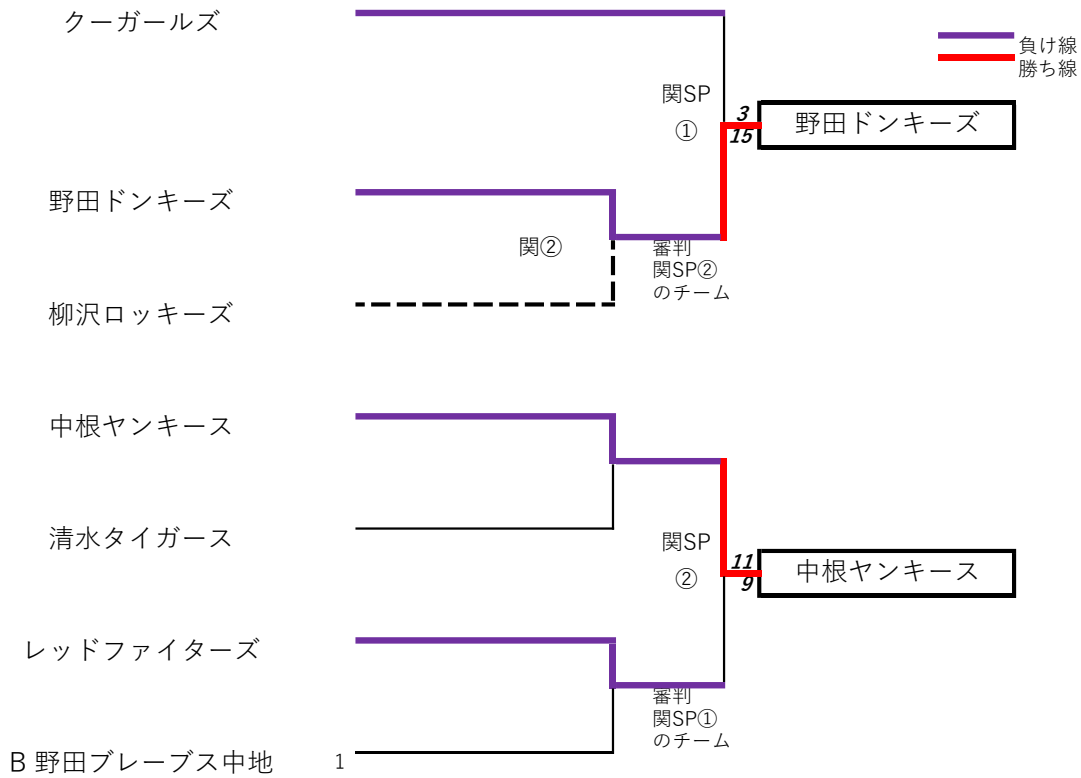 クーガールズ
負け線
勝ち線
関SP
①
3
15
野田ドンキーズ
野田ドンキーズ
関②
審判
関SP②
のチーム
柳沢ロッキーズ
中根ヤンキース
清水タイガース
関SP
②
11
9
中根ヤンキース
レッドファイターズ
審判
関SP①
のチーム
B 野田ブレーブス中地 1